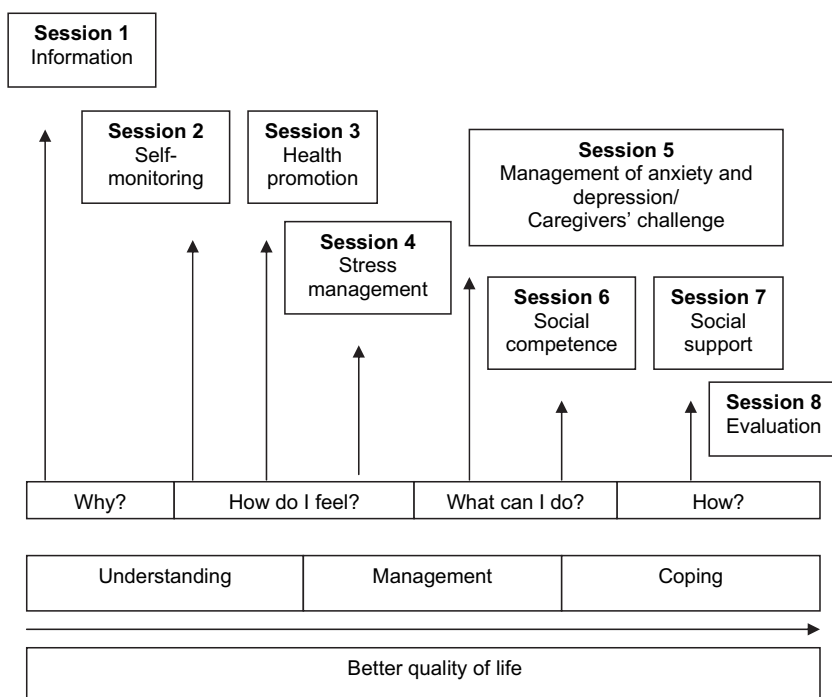 Session 1
Information
Session 2
Self-
monitoring
Session 3
Health
promotion
Session 4
Stress
management
Session 5
Management of anxiety and
depression/
Caregivers’ challenge
Session 6
Social
competence
Session 7
Social
support
Session 8
Evaluation
Why?
How do I feel?
What can I do?
How?
Understanding
Management
Coping
Better quality of life